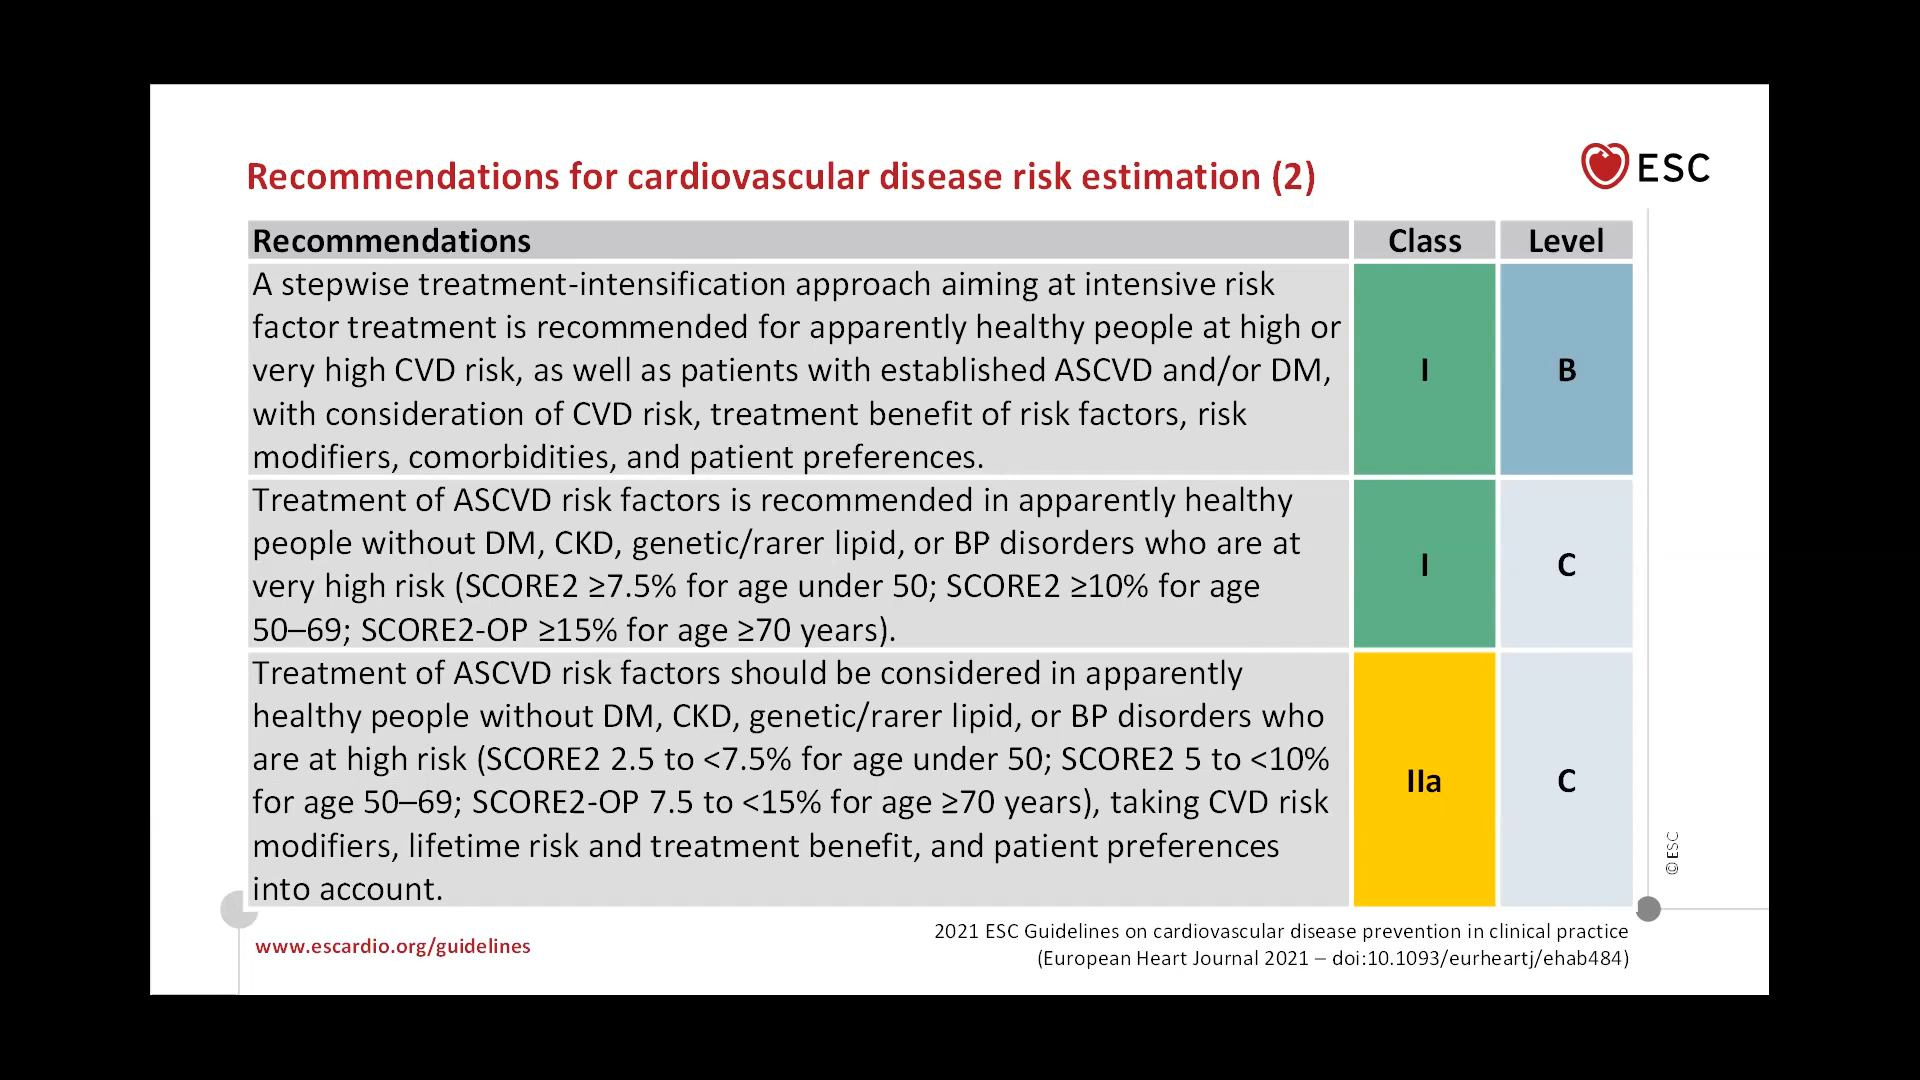 Recommendations for cardiovascular disease risk estimation (2)
ESC
Recommendations Class Level
A stepwise treatment-intensification approach aiming at intensive risk
factor treatment is recommended for apparently healthy people at high or
very high CVD risk, as well as patients with established ASCVD and/or DM,
with consideration of CVD risk, treatment benefit of risk factors, risk
modifiers, comorbidities, and patient preferences.
I B
Treatment of ASCVD risk factors is recommended in apparently healthy
people without DM, CKD, genetic/rarer lipid, or BP disorders who are at
very high risk (SCORE2 ≥7.5% for age under 50; SCORE2 ≥10% for age
50–69; SCORE2-OP ≥15% for age ≥70 years).
I C
Treatment of ASCVD risk factors should be considered in apparently
healthy people without DM, CKD, genetic/rarer lipid, or BP disorders who
are at high risk (SCORE2 2.5 to <7.5% for age under 50; SCORE2 5 to <10%
for age 50–69; SCORE2-OP 7.5 to <15% for age ≥70 years), taking CVD risk
modifiers, lifetime risk and treatment benefit, and patient preferences
into account.
IIa C
©ESC
www.escardio.org/guidelines
2021 ESC Guidelines on cardiovascular disease prevention in clinical practice
(European Heart Journal 2021 – doi:10.1093/eurheartj/ehab484)